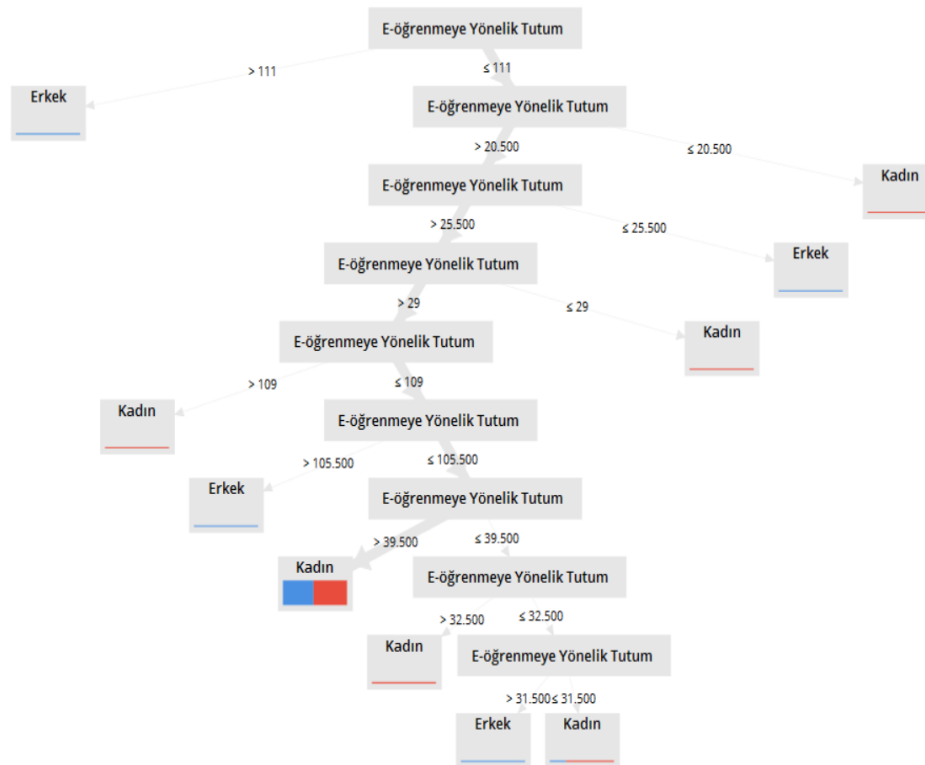 E-öğrenmeye Yönelik Tutum
> 111
≤ 111
Erkek
E-öğrenmeye Yönelik Tutum
> 20.500
≤ 20.500
E-öğrenmeye Yönelik Tutum
Kadın
> 25.500
≤ 25.500
E-öğrenmeye Yönelik Tutum
Erkek
> 29
≤ 29
E-öğrenmeye Yönelik Tutum
Kadın
> 109
≤ 109
Kadın
E-öğrenmeye Yönelik Tutum
> 105.500
≤ 105.500
Erkek
E-öğrenmeye Yönelik Tutum
> 39.500
≤ 39.500
Kadın
E-öğrenmeye Yönelik Tutum
> 32.500
≤ 32.500
Kadın
E-öğrenmeye Yönelik Tutum
> 31.500
≤ 31.500
Erkek
Kadın